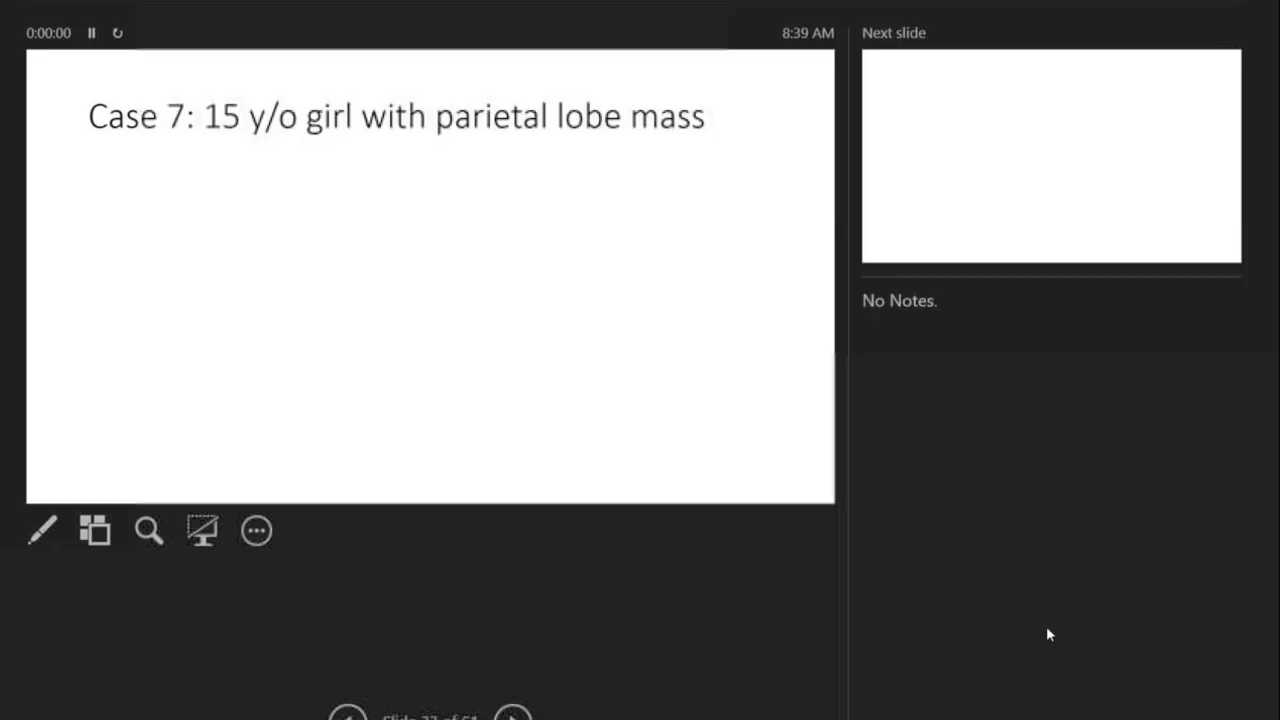 0:00:00
8:39 AM
Next slide
Case 7: 15 y/o girl with parietal lobe mass
No Notes.